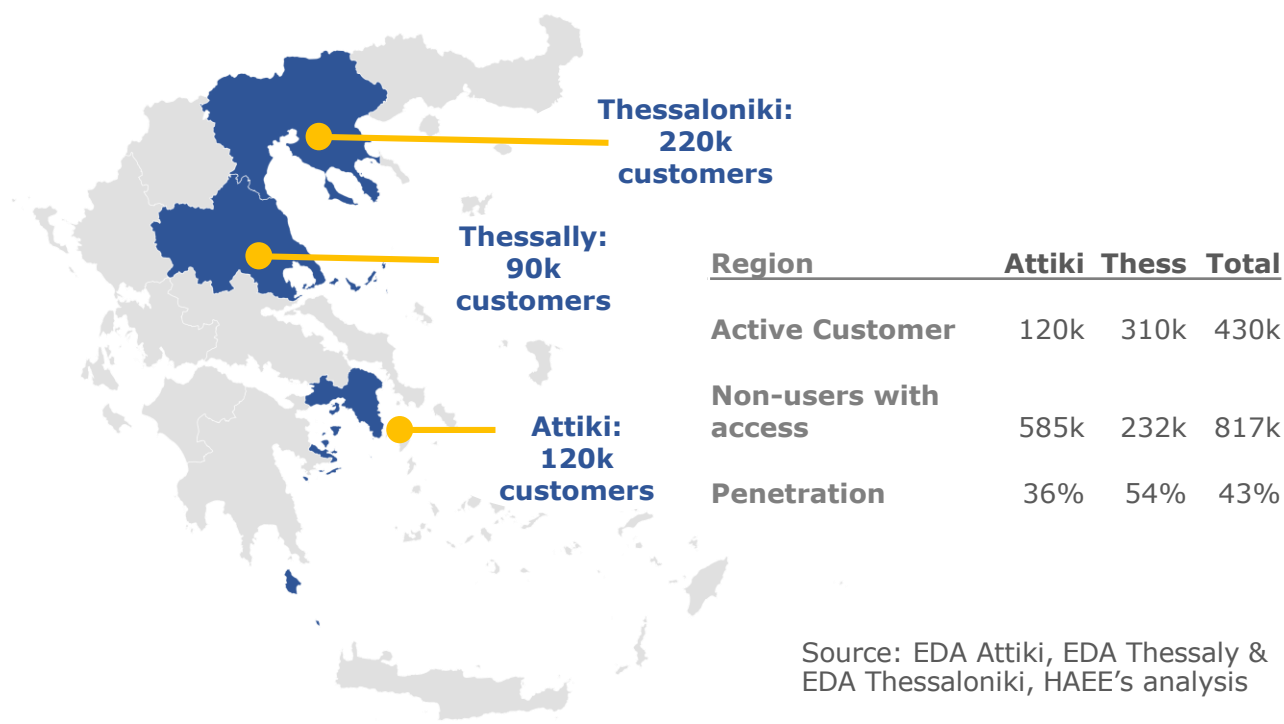 Thessaloniki:
220k
customers
Thessally:
90k
customers
Attiki:
120k
customers
Region Attiki Thess Total
Active Customer 120k 310k 430k
Non-users with
access 585k 232k 817k
Penetration 36% 54% 43%
Source: EDA Attiki, EDA Thessaly &
EDA Thessaloniki, HAEE’s analysis